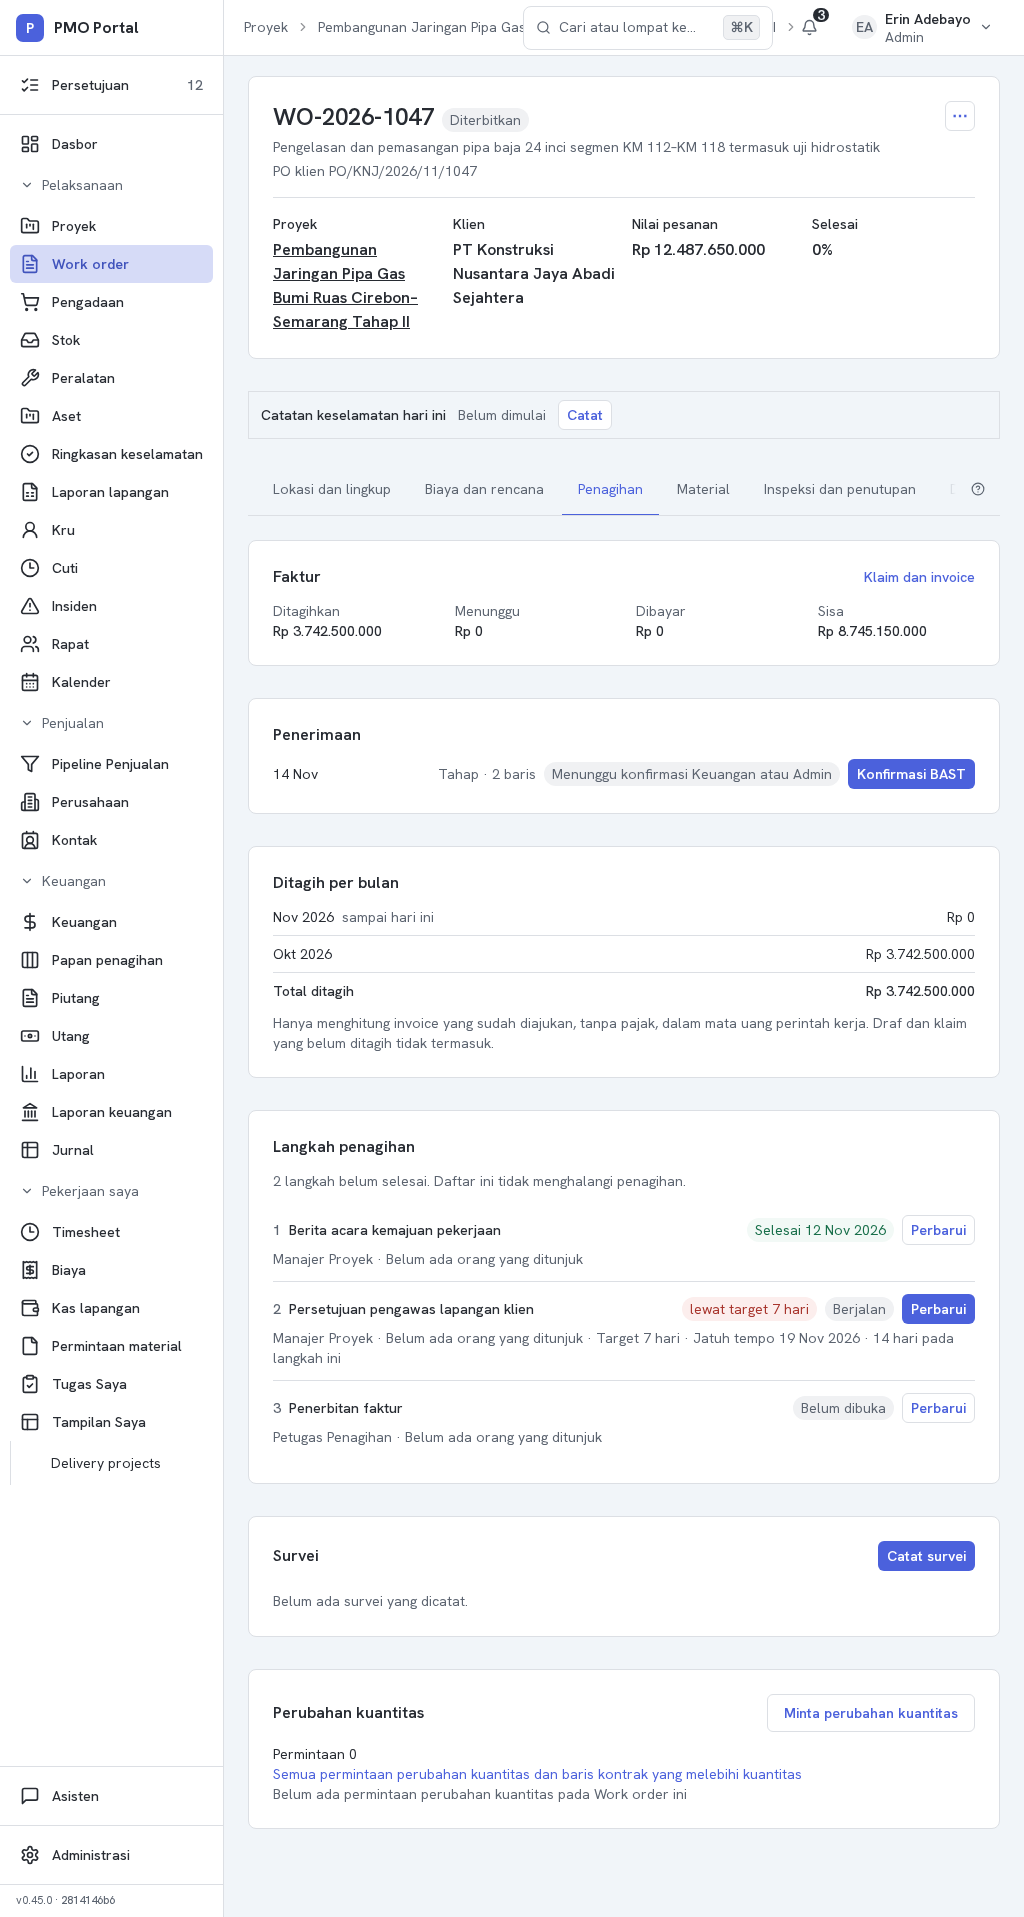 P PMO Portal
Persetujuan 12
Dasbor
Pelaksanaan
Proyek
Work order
Pengadaan
Stok
Peralatan
Aset
Ringkasan keselamatan
Laporan lapangan
Kru
Cuti
Insiden
Rapat
Kalender
Penjualan
Pipeline Penjualan
Perusahaan
Kontak
Keuangan
Keuangan
Papan penagihan
Piutang
Utang
Laporan
Laporan keuangan
Jurnal
Pekerjaan saya
Timesheet
Biaya
Kas lapangan
Permintaan material
Tugas Saya
Tampilan Saya
Delivery projects
Asisten
Administrasi
v0.45.0 · 2814146b6
Proyek Pembangunan Jaringan Pipa Gas
Cari atau lompat ke... ⌘K
3
EA Erin Adebayo
Admin
WO-2026-1047 Diterbitkan
Pengelasan dan pemasangan pipa baja 24 inci segmen KM 112–KM 118 termasuk uji hidrostatik
PO klien PO/KNJ/2026/11/1047
Proyek Klien Nilai pesanan Selesai
Pembangunan PT Konstruksi Rp 12.487.650.000 0%
Jaringan Pipa Gas Nusantara Jaya Abadi
Bumi Ruas Cirebon– Sejahtera
Semarang Tahap II
Catatan keselamatan hari ini Belum dimulai Catat
Lokasi dan lingkup Biaya dan rencana Penagihan Material Inspeksi dan penutupan
Faktur Klaim dan invoice
Ditagihkan Menunggu Dibayar Sisa
Rp 3.742.500.000 Rp 0 Rp 0 Rp 8.745.150.000
Penerimaan
14 Nov Tahap · 2 baris Menunggu konfirmasi Keuangan atau Admin Konfirmasi BAST
Ditagih per bulan
Nov 2026 sampai hari ini Rp 0
Okt 2026 Rp 3.742.500.000
Total ditagih Rp 3.742.500.000
Hanya menghitung invoice yang sudah diajukan, tanpa pajak, dalam mata uang perintah kerja. Draf dan klaim
yang belum ditagih tidak termasuk.
Langkah penagihan
2 langkah belum selesai. Daftar ini tidak menghalangi penagihan.
1 Berita acara kemajuan pekerjaan Selesai 12 Nov 2026 Perbarui
Manajer Proyek · Belum ada orang yang ditunjuk
2 Persetujuan pengawas lapangan klien lewat target 7 hari Berjalan Perbarui
Manajer Proyek · Belum ada orang yang ditunjuk · Target 7 hari · Jatuh tempo 19 Nov 2026 · 14 hari pada
langkah ini
3 Penerbitan faktur Belum dibuka Perbarui
Petugas Penagihan · Belum ada orang yang ditunjuk
Survei Catat survei
Belum ada survei yang dicatat.
Perubahan kuantitas Minta perubahan kuantitas
Permintaan 0
Semua permintaan perubahan kuantitas dan baris kontrak yang melebihi kuantitas
Belum ada permintaan perubahan kuantitas pada Work order ini